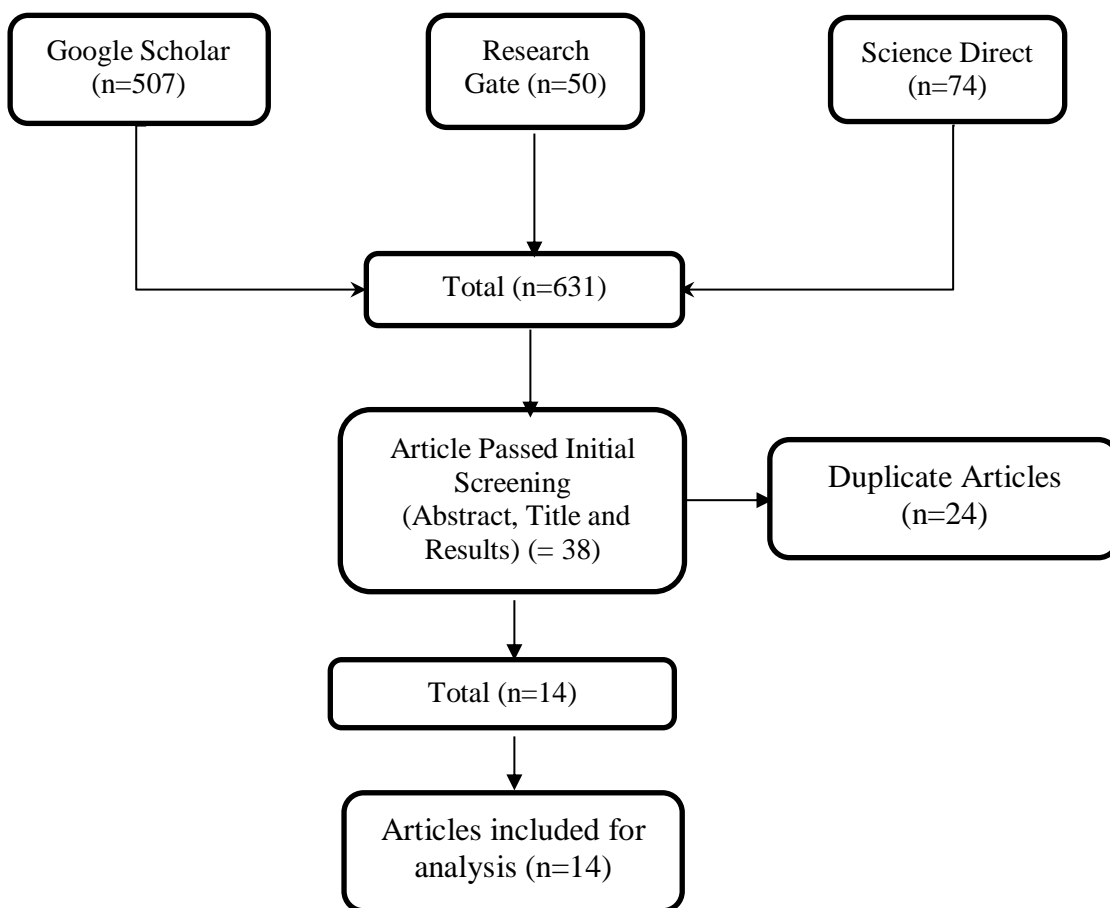 Google Scholar
(n=507)
Research
Gate (n=50)
Science Direct
(n=74)
Total (n=631)
Article Passed Initial
Screening
(Abstract, Title and
Results) (= 38)
Duplicate Articles
(n=24)
Total (n=14)
Articles included for
analysis (n=14)